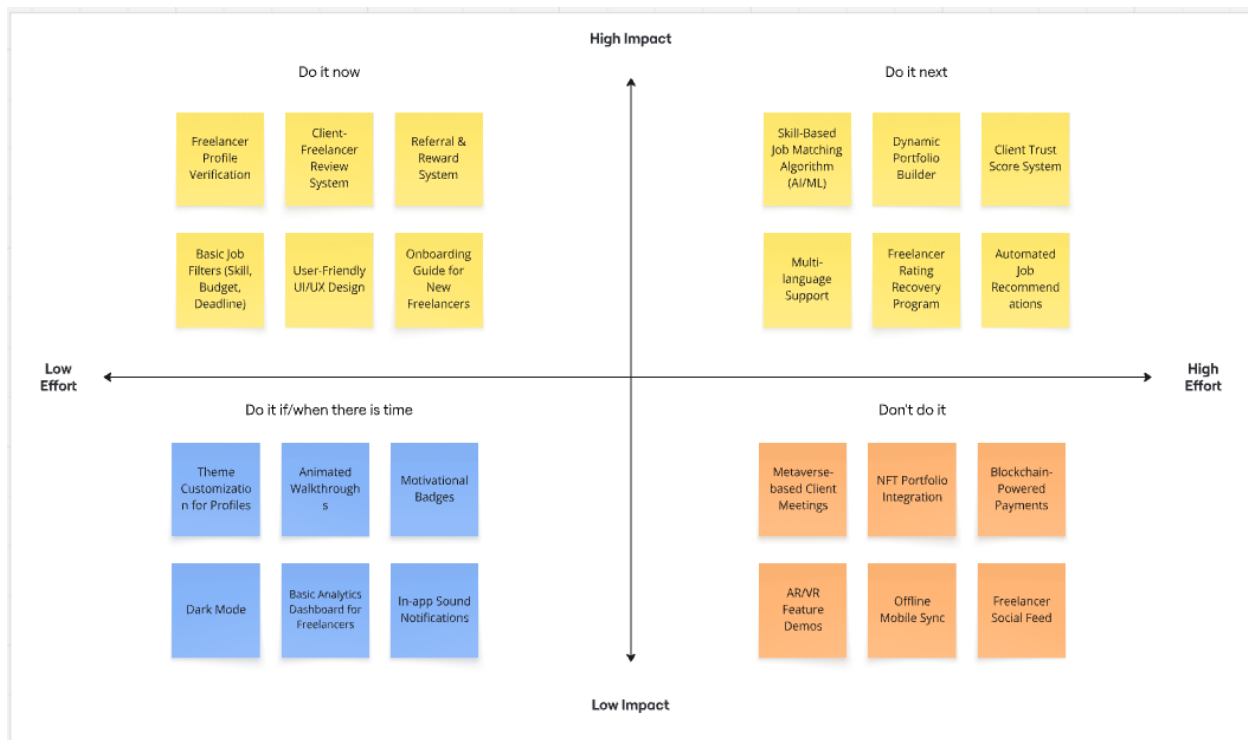 High Impact
Do it now
Do it next
Freelancer
Profile
Verification
Client-
Freelancer
Review
System
Referral &
Reward
System
Skill-Based
Job Matching
Algorithm
(AI/ML)
Dynamic
Portfolio
Builder
Client Trust
Score System
Basic Job
Filters (Skill,
Budget,
Deadline)
User-Friendly
UI/UX Design
Onboarding
Guide for
New
Freelancers
Multi-
language
Support
Freelancer
Rating
Recovery
Program
Automated
Job
Recommend
ations
Low
Effort
High
Effort
Do it if/when there is time
Don't do it
Theme
Customizatio
n for Profiles
Animated
Walkthrough
s
Motivational
Badges
Metaverse-
based Client
Meetings
NFT Portfolio
Integration
Blockchain-
Powered
Payments
Dark Mode
Basic Analytics
Dashboard for
Freelancers
In-app Sound
Notifications
AR/VR
Feature
Demos
Offline
Mobile Sync
Freelancer
Social Feed
Low Impact